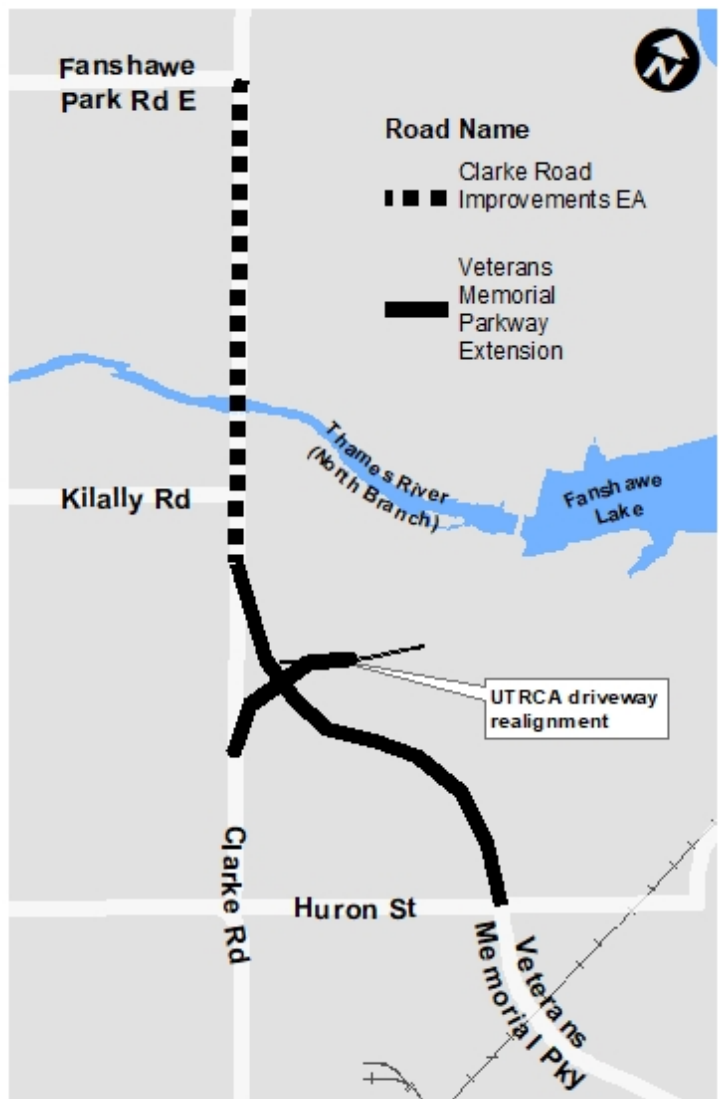 Fanshawe
Park Rd E
N
Road Name
Clarke Road
Improvements EA
Veterans
Memorial
Parkway
Extension
Thames River
(North Branch)
Fanshawe
Lake
Kilally Rd
UTRCA driveway
realignment
Clarke Rd
Huron St
Veterans
Memorial Pky